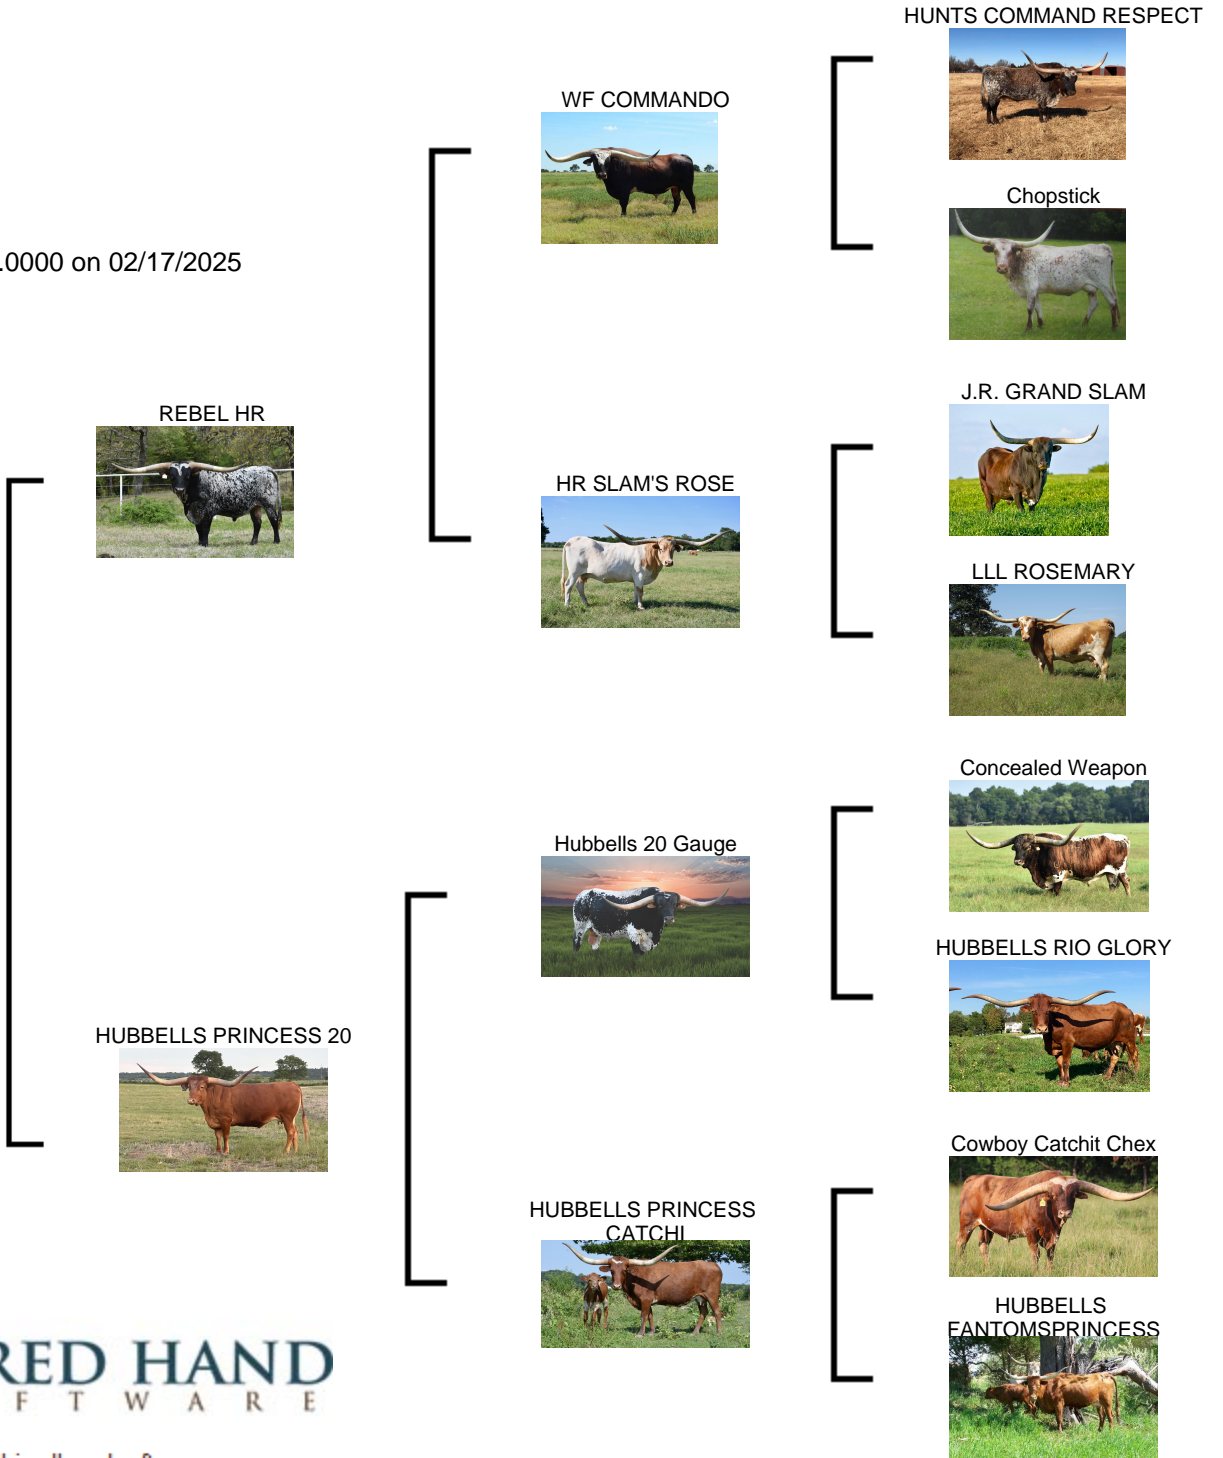 HUNTS COMMAND RESPECT
WF COMMANDO
Chopstick
.0000 on 02/17/2025
J.R. GRAND SLAM
REBEL HR
HR SLAM'S ROSE
LLL ROSEMARY
Concealed Weapon
Hubbells 20 Gauge
HUBBELLS RIO GLORY
HUBBELLS PRINCESS 20
Cowboy Catchit Chex
HUBBELLS PRINCESS
CATCHI
HUBBELLS
FANTOMSPRINCESS
RED HAND
F T W A R E